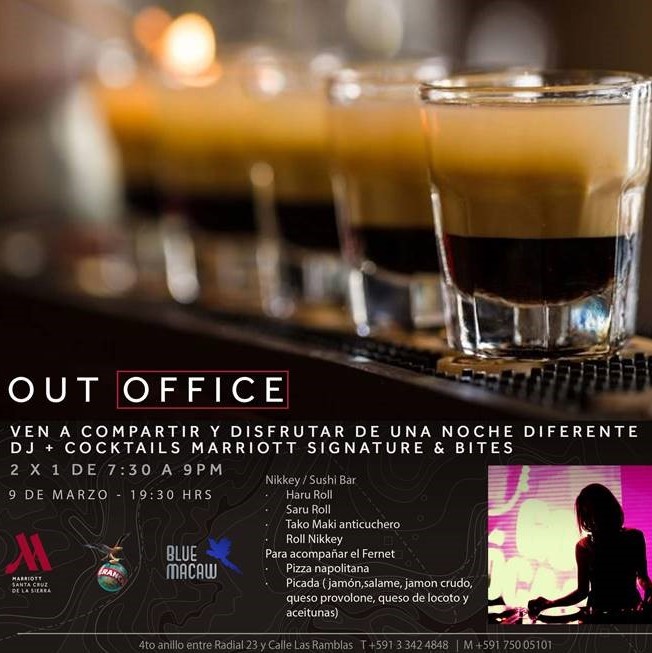 OUT OFFICE
VEN A COMPARTIR Y DISFRUTAR DE UNA NOCHE DIFERENTE
DJ + COCKTAILS MARRIOTT SIGNATURE & BITES
2 X 1 DE 7:30 A 9PM
9 DE MARZO - 19:30 HRS
Nikkey / Sushi Bar
· Haru Roll
· Saru Roll
· Tako Maki anticuchero
· Roll Nikkey
Para acompañar el Fernet
· Pizza napolitana
· Picada ( jamón,salame, jamon crudo,
queso provolone, queso de locoto y
aceitunas)
MARRIOTT
SANTA CRUZ
DE LA SIERRA
BRANCA
BLUE
MACAW
4to anillo entre Radial 23 y Calle Las Ramblas T +591 3 342 4848 | M +591 750 05101